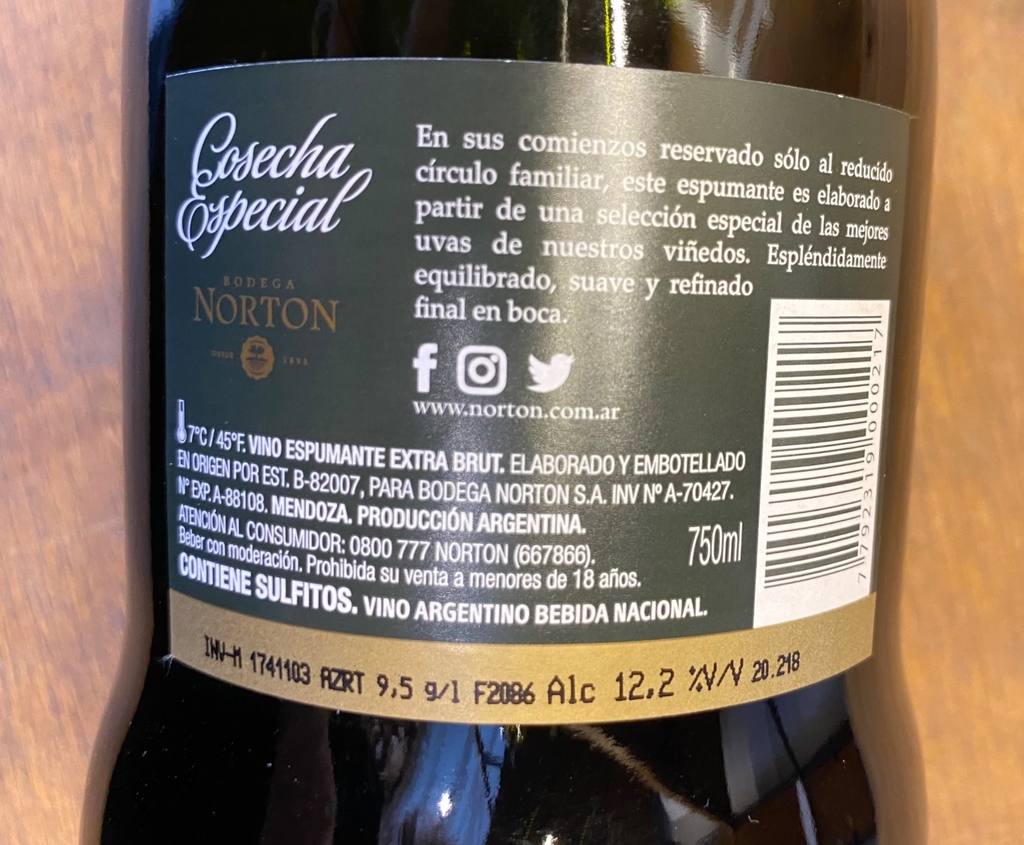 Cosecha
Especial
BODEGA
NORTON
DESDE 1895
En sus comienzos reservado sólo al reducido
círculo familiar, este espumante es elaborado a
partir de una selección especial de las mejores
uvas de nuestros viñedos. Espléndidamente
equilibrado, suave y refinado
final en boca.
www.norton.com.ar
7°C / 45°F. VINO ESPUMANTE EXTRA BRUT. ELABORADO Y EMBOTELLADO
EN ORIGEN POR EST. B-82007, PARA BODEGA NORTON S.A. INV Nº A-70427.
Nº EXP. A-88108. MENDOZA. PRODUCCIÓN ARGENTINA.
ATENCIÓN AL CONSUMIDOR: 0800 777 NORTON (667866).
Beber con moderación. Prohibida su venta a menores de 18 años.
CONTIENE SULFITOS. VINO ARGENTINO BEBIDA NACIONAL.
750ml
7 792319 000217
INV-M 1741103 AZRT 9,5 g/l F2086 Alc 12,2 %V/V 20.218